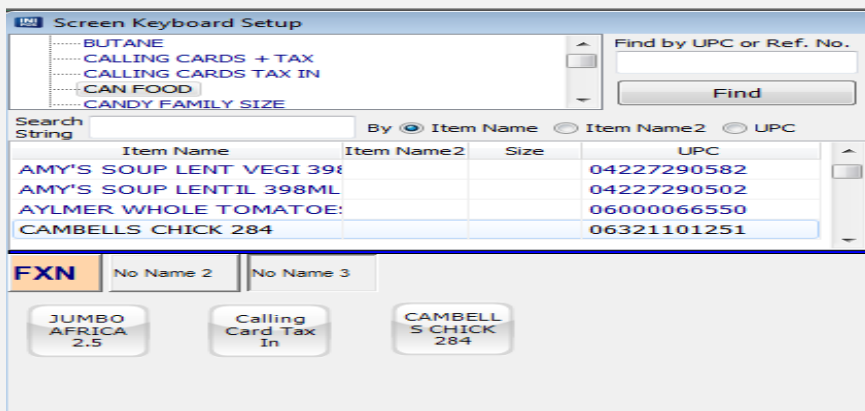 Screen Keyboard Setup
BUTANE
CALLING CARDS + TAX
CALLING CARDS TAX IN
CAN FOOD
CANDY FAMILY SIZE
Find by UPC or Ref. No.
Find
Search String
By Item Name Item Name2 UPC
Item Name Item Name2 Size UPC
AMY'S SOUP LENT VEGI 398 04227290582
AMY'S SOUP LENTIL 398ML 04227290502
AYLMER WHOLE TOMATOES 06000066550
CAMBELLS CHICK 284 06321101251
FXN No Name 2 No Name 3
JUMBO
AFRICA
2.5
Calling
Card Tax
In
CAMBELL
S CHICK
284